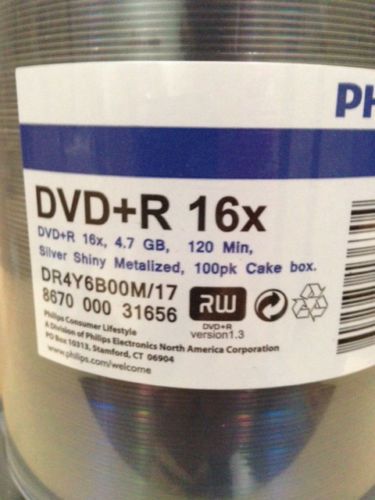 PH
DVD+R 16x
DVD+R 16x, 4.7 GB, 120 Min,
Silver Shiny Metalized, 100pk Cake box.
DR4Y6B00M/17
8670 000 31656
RW
DVD+R
version1.3
Philips Consumer Lifestyle
A Division of Philips Electronics North America Corporation
PO Box 10313, Stamford, CT 06904
www.philips.com/welcome